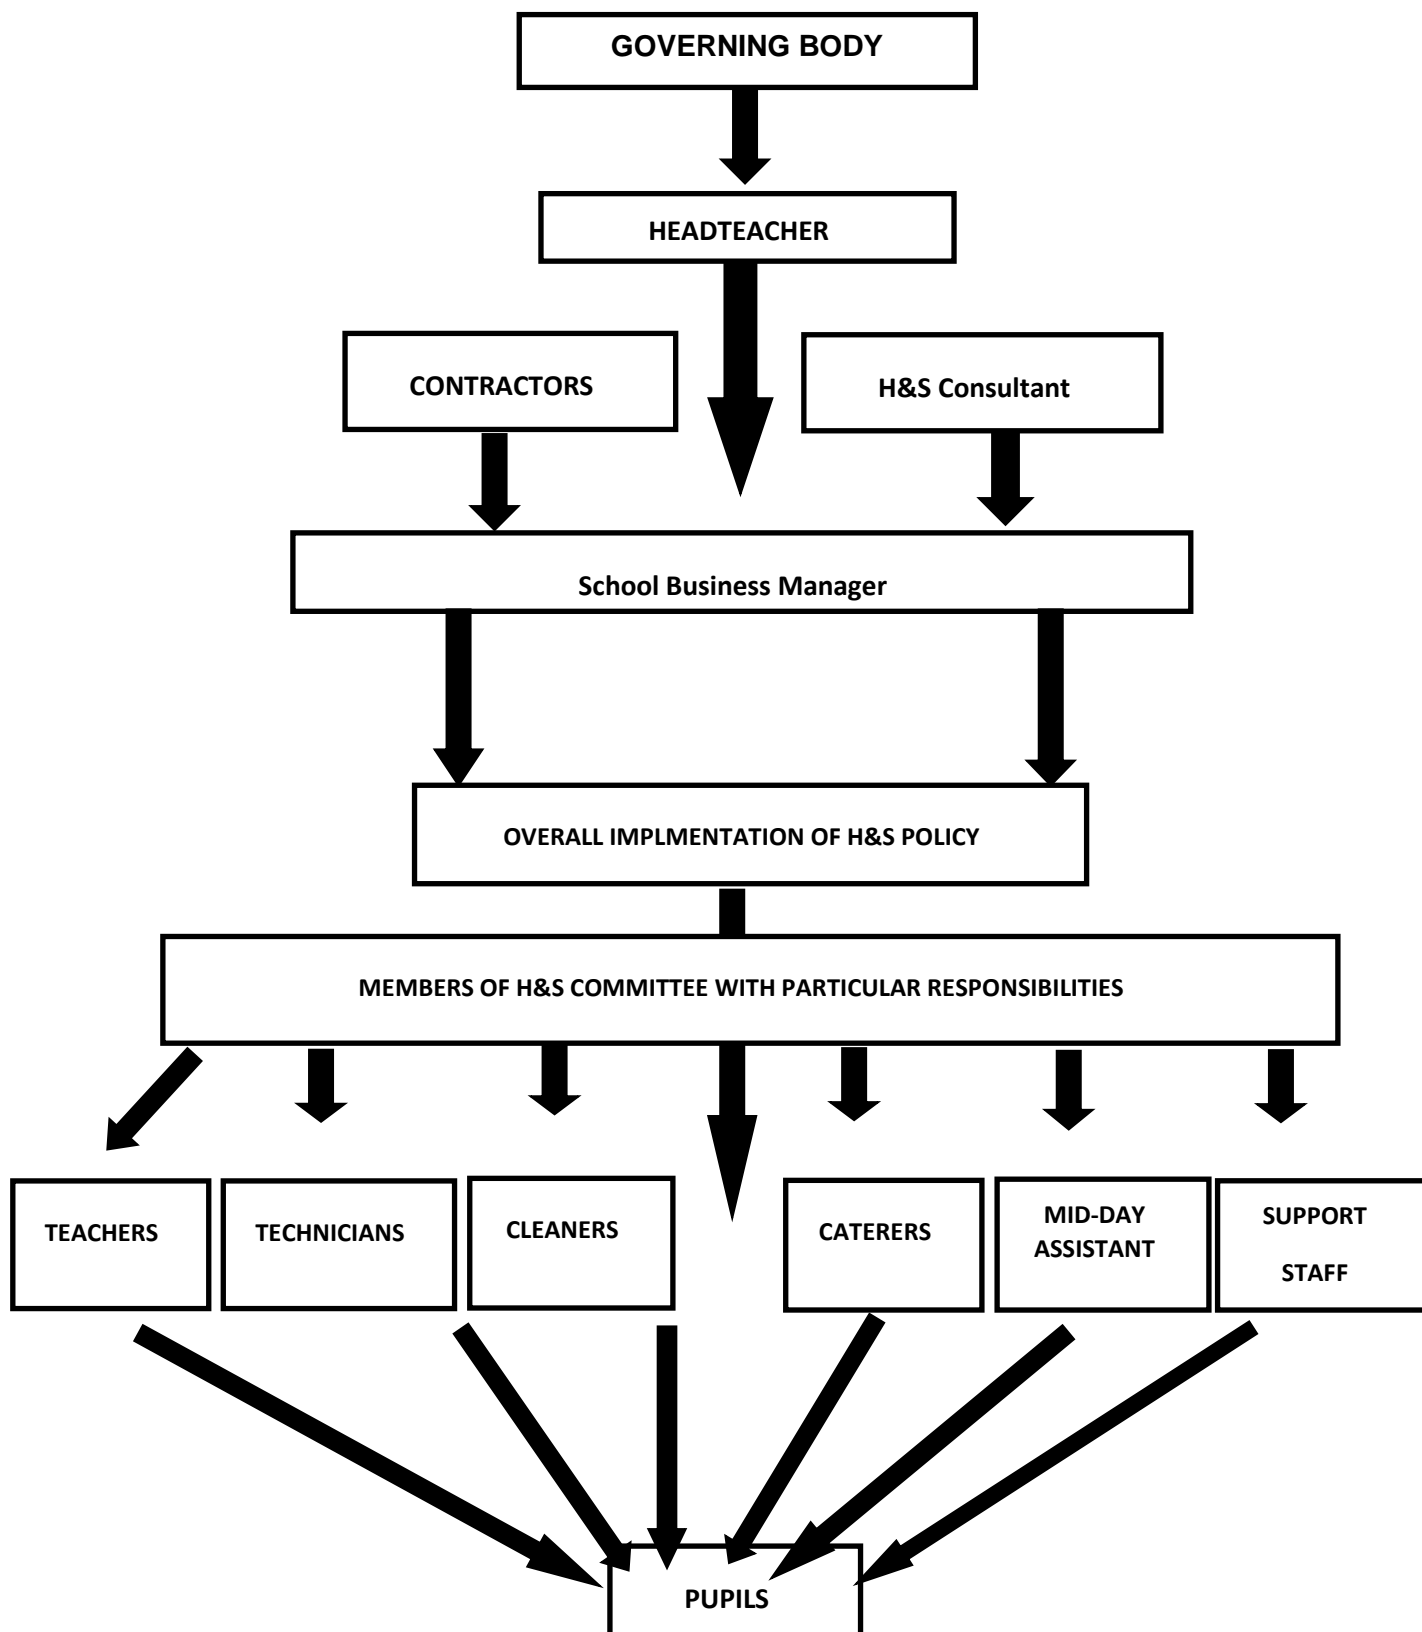 GOVERNING BODY
HEADTEACHER
CONTRACTORS
H&S Consultant
School Business Manager
OVERALL IMPLMENTATION OF H&S POLICY
MEMBERS OF H&S COMMITTEE WITH PARTICULAR RESPONSIBILITIES
TEACHERS
TECHNICIANS
CLEANERS
CATERERS
MID-DAY
ASSISTANT
SUPPORT
STAFF
PUPILS